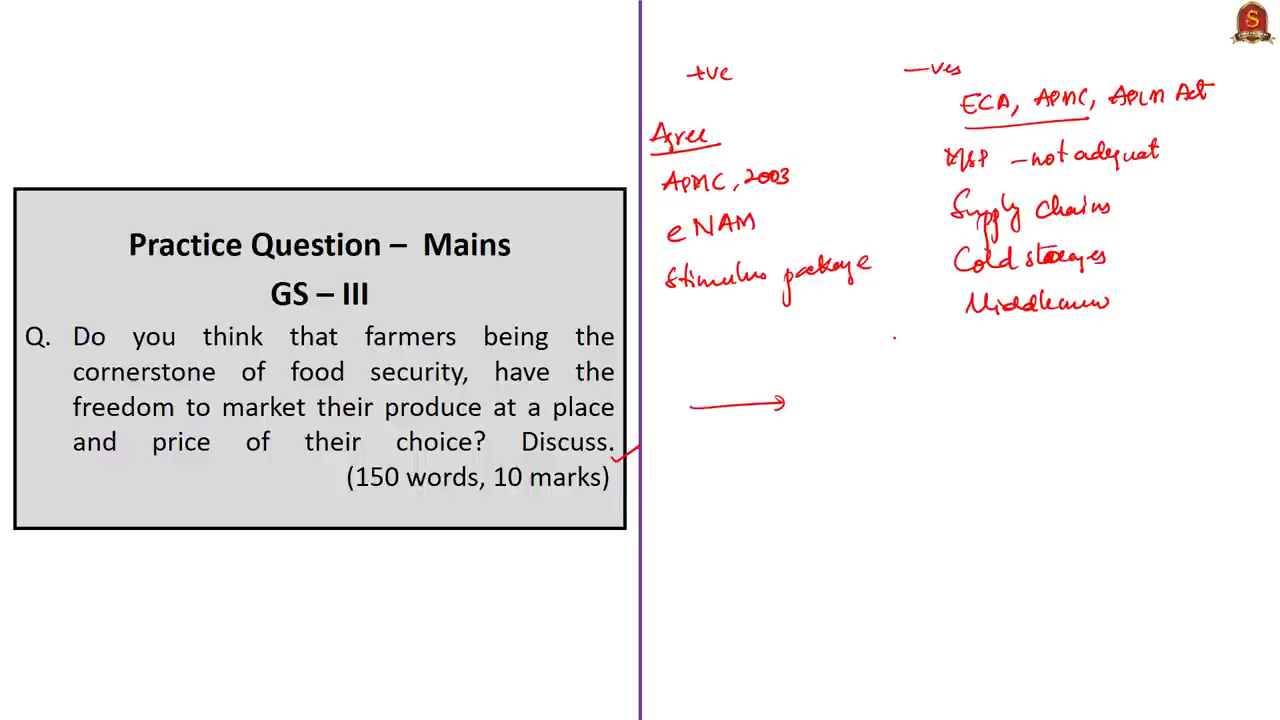 Practice Question – Mains
GS – III
Q. Do you think that farmers being the
cornerstone of food security, have the
freedom to market their produce at a place
and price of their choice? Discuss.
(150 words, 10 marks)
+ve
Agree
APMC, 2003
eNAM
Stimulus package
-ves
ECA, APMC, APLM Act
MSP - not adequat
Supply chains
Cold storages
S